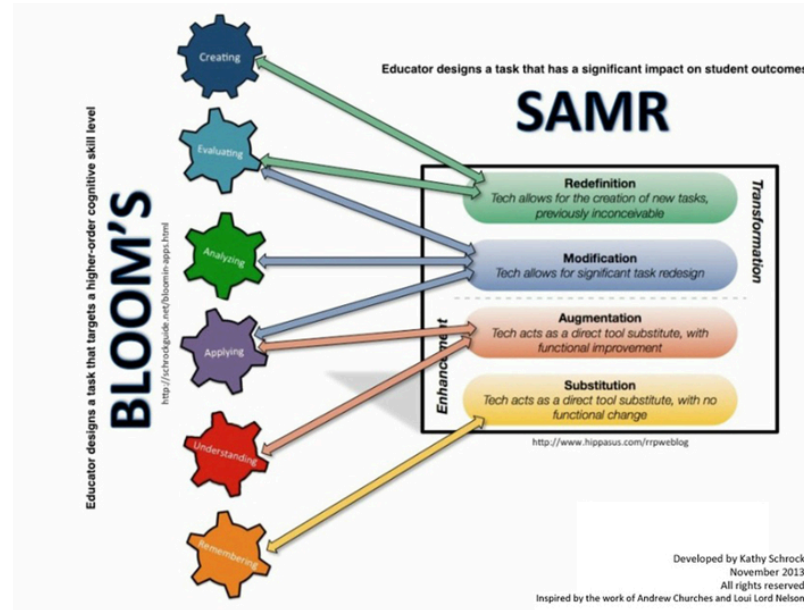 Educator designs a task that targets a higher-order cognitive skill level
BLOOM'S
http://schrockguide.net/bloomin-apps.html
Creating
Evaluating
Analyzing
Applying
Understanding
Remembering
Educator designs a task that has a significant impact on student outcomes
SAMR
Redefinition
Tech allows for the creation of new tasks,
previously inconceivable
Modification
Tech allows for significant task redesign
Transformation
Augmentation
Tech acts as a direct tool substitute, with
functional improvement
Substitution
Tech acts as a direct tool substitute, with no
functional change
Enhancement
http://www.hippasus.com/rrpweblog
Developed by Kathy Schrock
November 2013
All rights reserved
Inspired by the work of Andrew Churches and Loui Lord Nelson